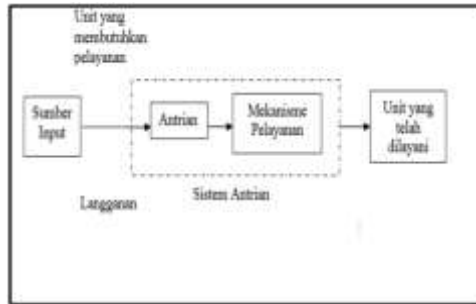 Unit yang
membutuhkan
pelayanan
Sumber
Input
Antrian
Mekanisme
Pelayanan
Unit yang
telah
dilayani
Langganan
Sistem Antrian